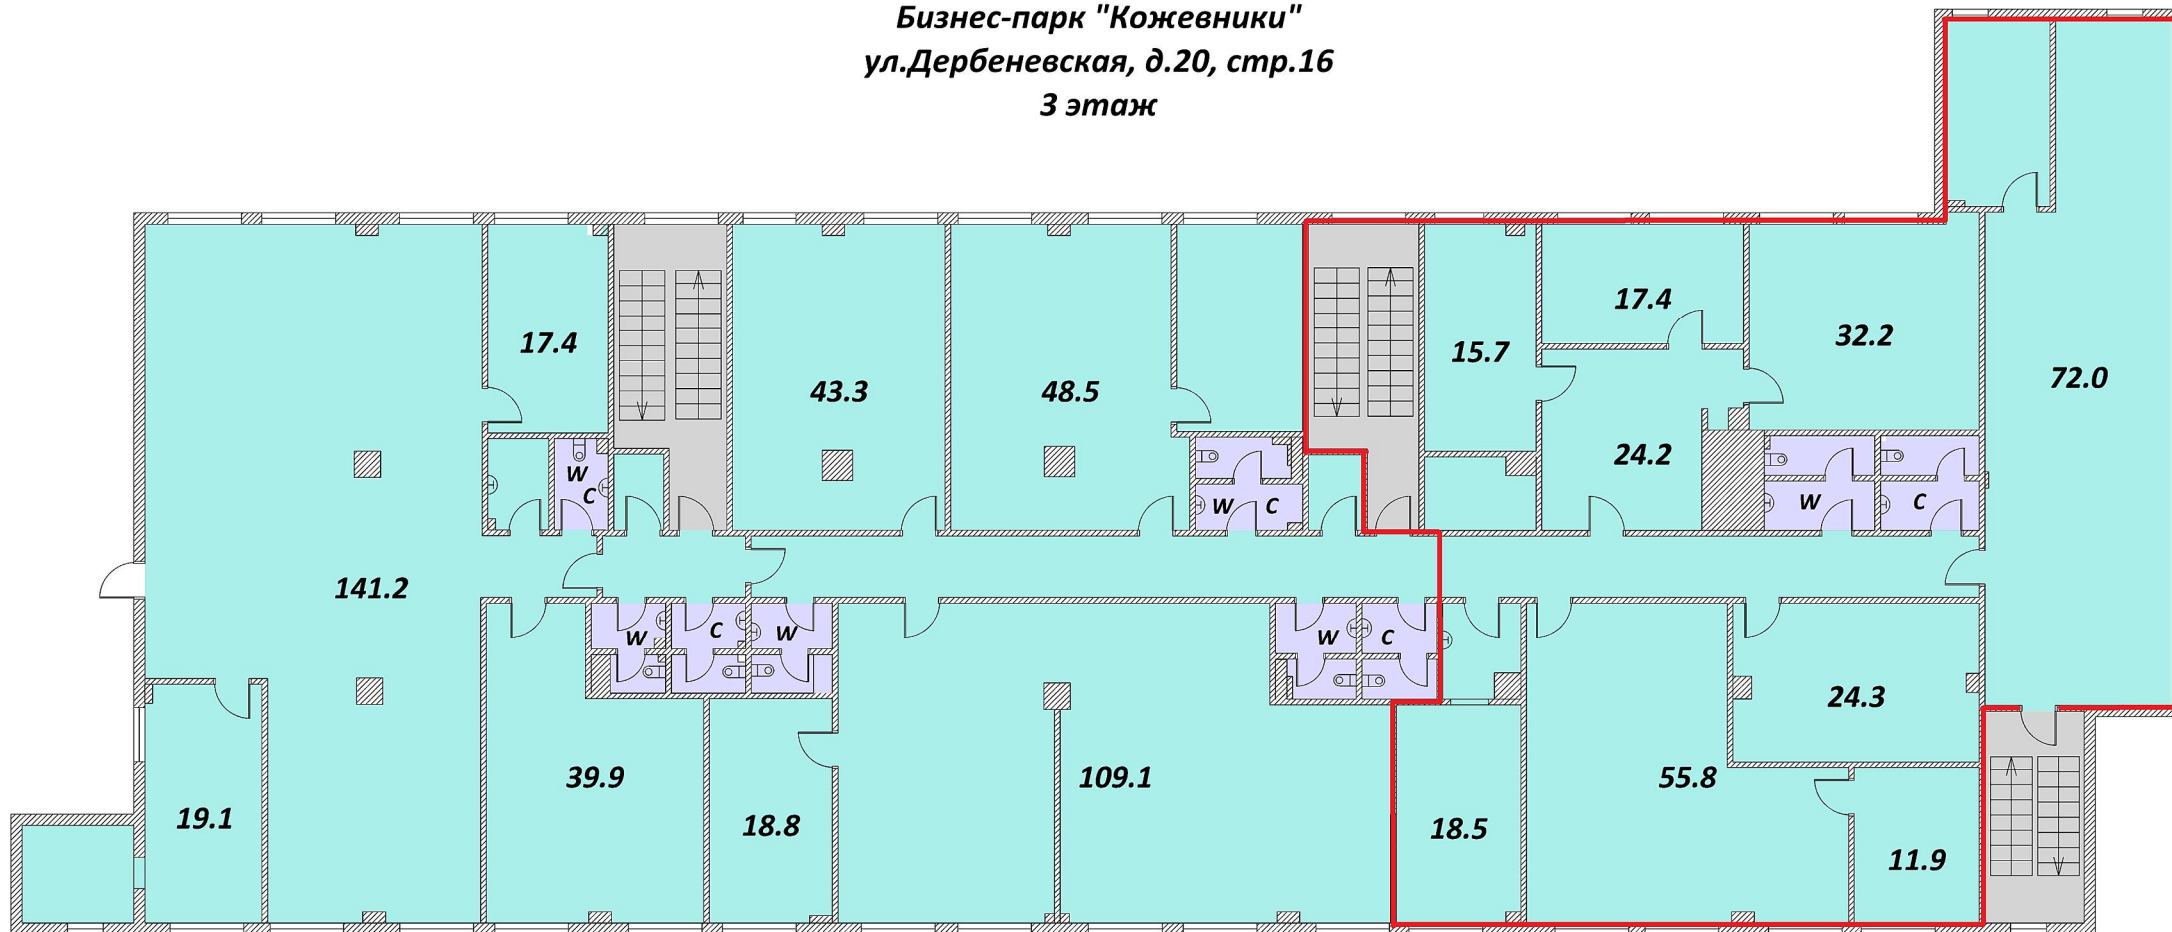 Бизнес-парк "Кожевники"
ул.Дербеневская, д.20, стр.16
3 этаж
17.4
43.3
48.5
15.7
17.4
32.2
72.0
24.2
W
C
W C
W
C
141.2
W
C
W
W
C
39.9
18.8
109.1
18.5
55.8
24.3
19.1
11.9